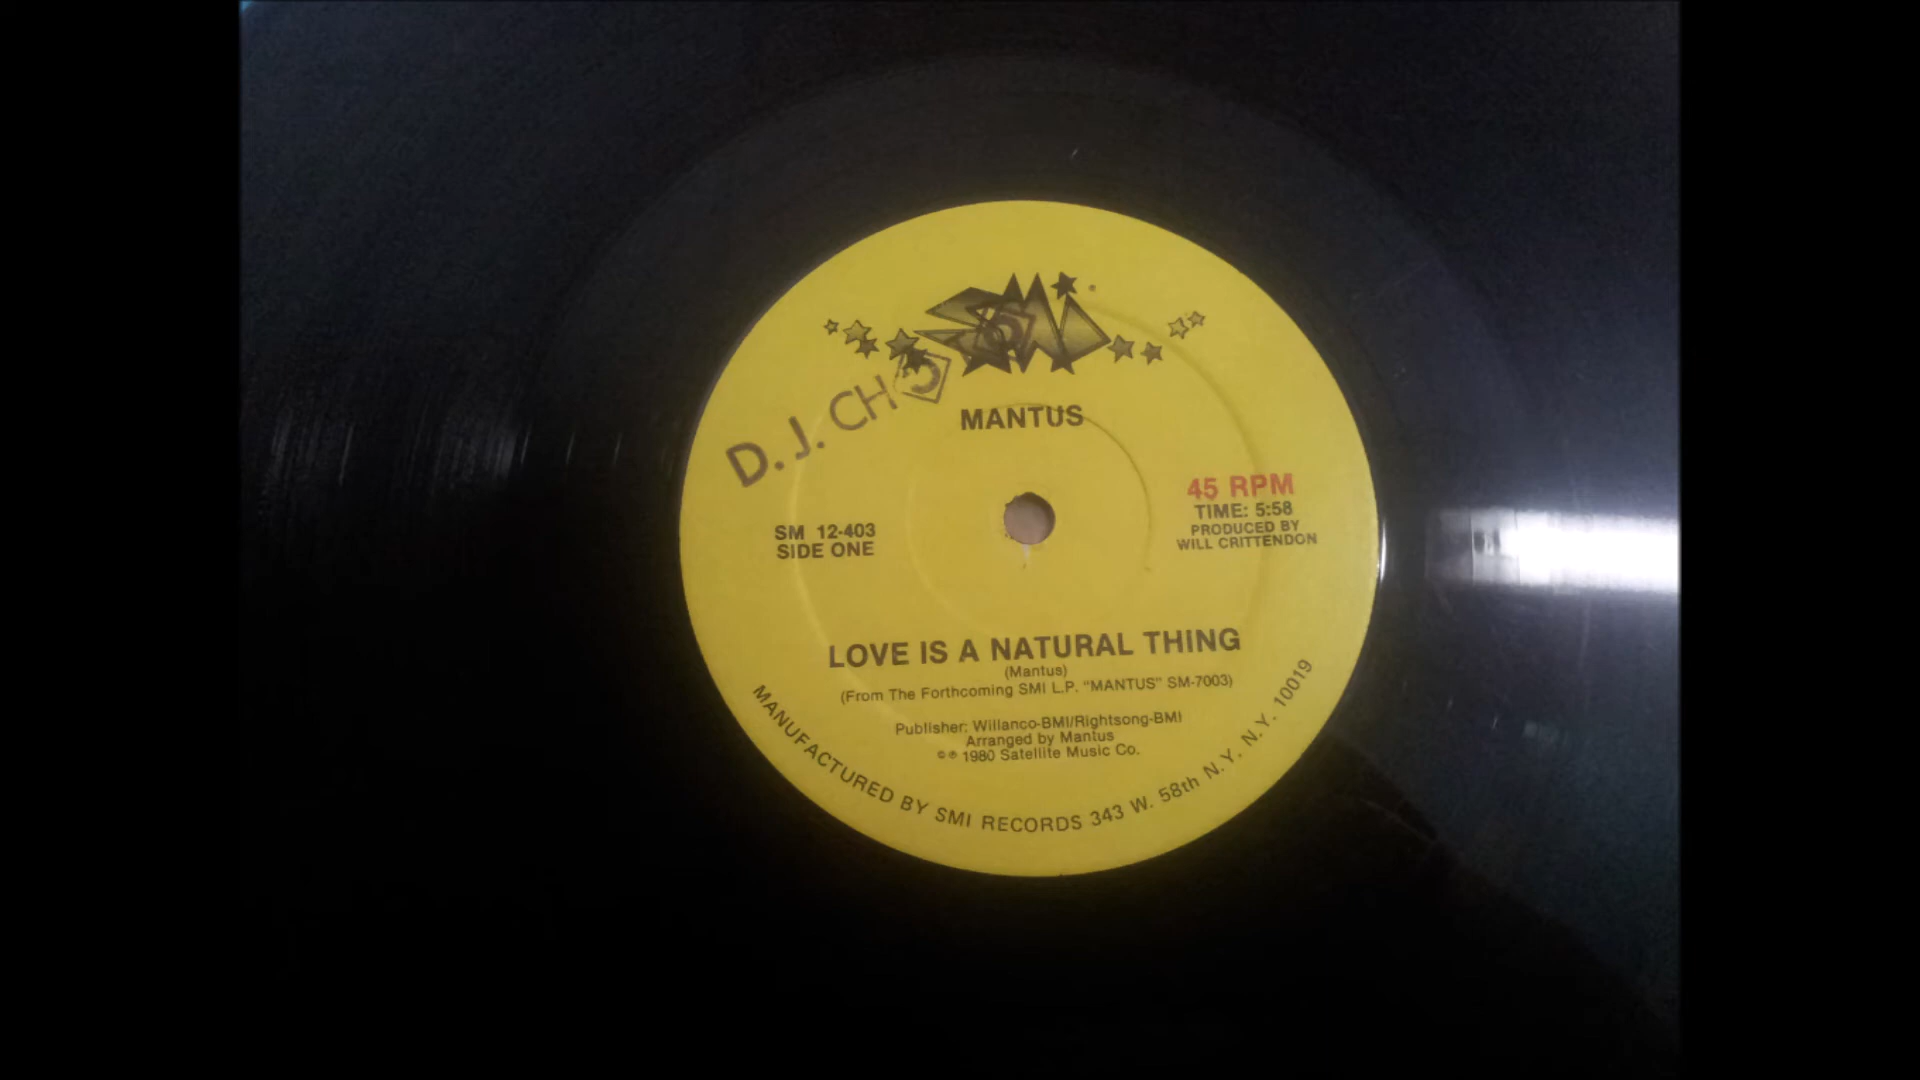 SMI
D.J. CHO
MANTUS
SM 12-403
SIDE ONE
45 RPM
TIME: 5:58
PRODUCED BY
WILL CRITTENDON
LOVE IS A NATURAL THING
(Mantus)
(From The Forthcoming SMI L.P. "MANTUS" SM-7003)
Publisher: Willanco-BMI/Rightsong-BMI
Arranged by Mantus
©℗ 1980 Satellite Music Co.
MANUFACTURED BY SMI RECORDS 343 W. 58th N.Y. N.Y. 10019